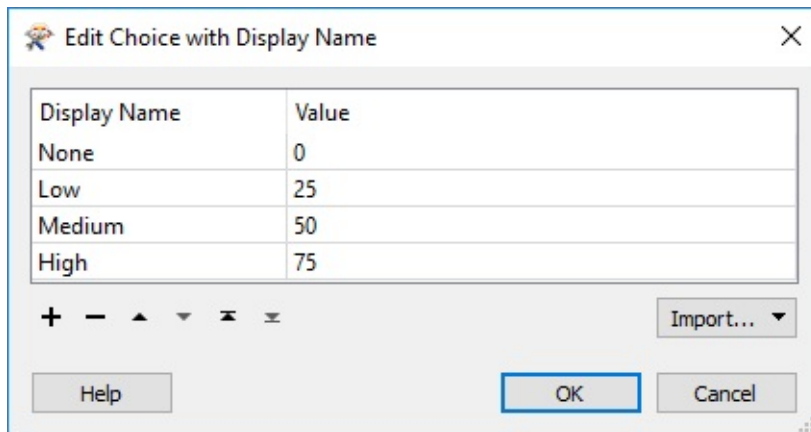 Edit Choice with Display Name
Display Name Value
None 0
Low 25
Medium 50
High 75
Import...
Help OK Cancel